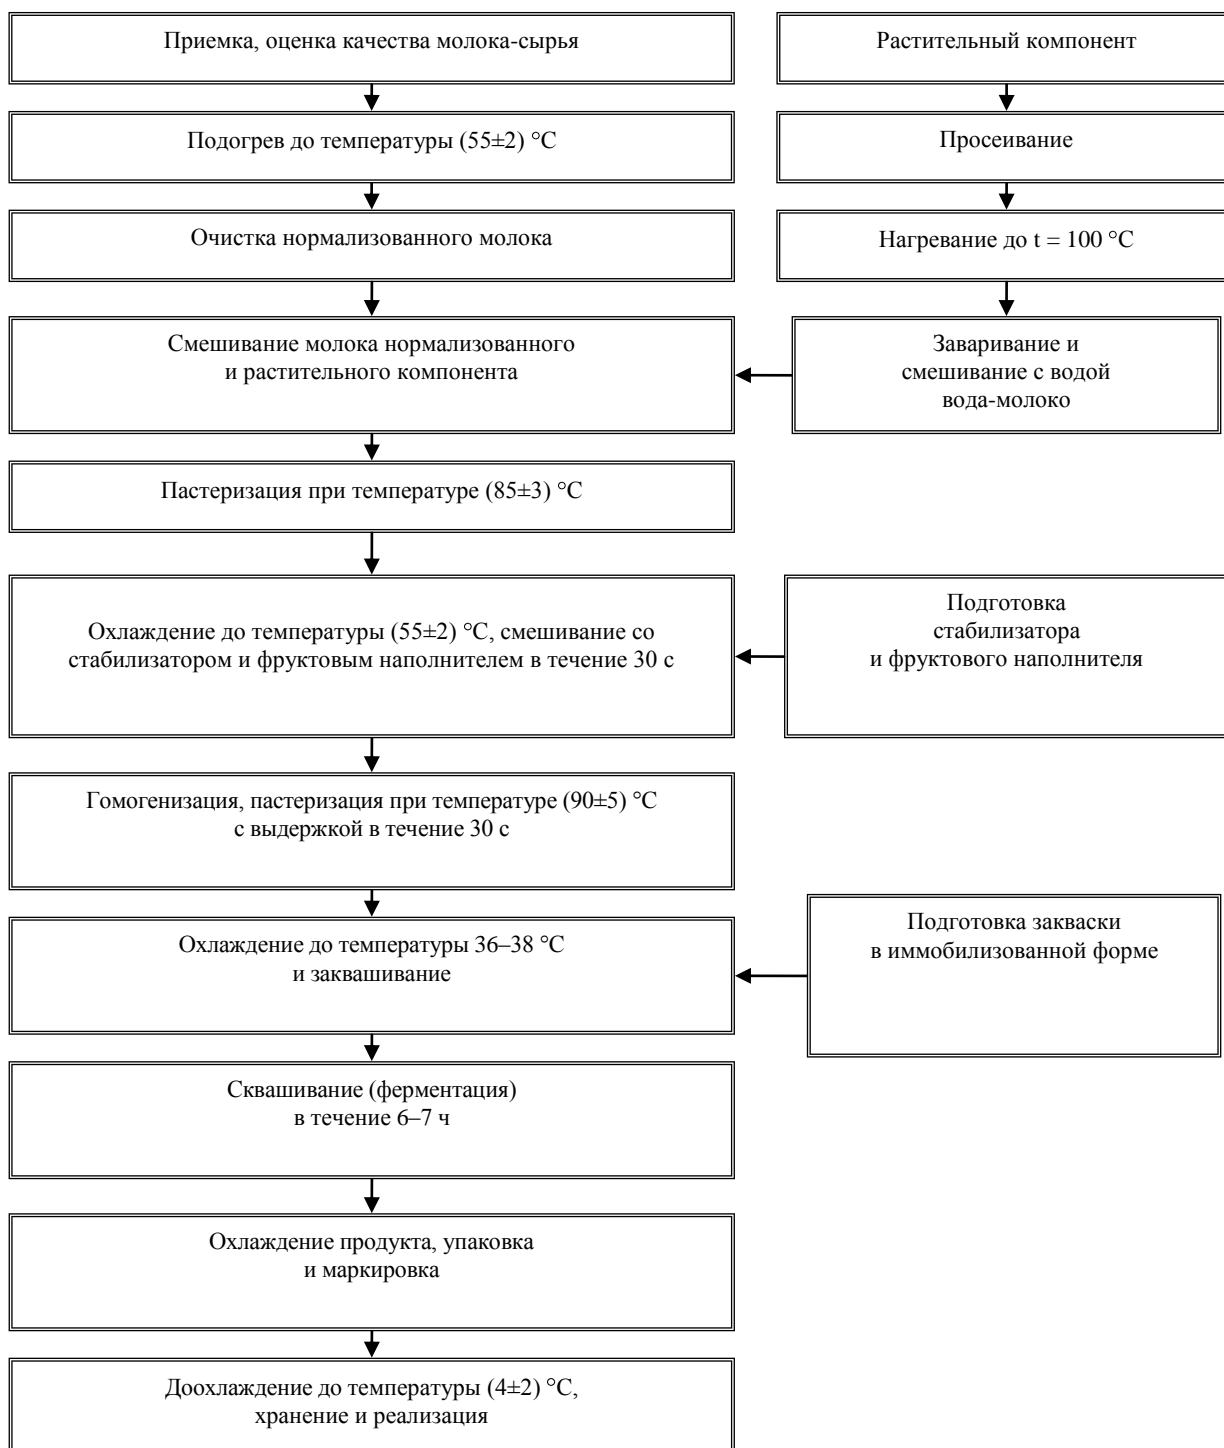 Приемка, оценка качества молока-сырья
Растительный компонент
Подогрев до температуры (55±2) °С
Просеивание
Очистка нормализованного молока
Нагревание до t = 100 °С
Смешивание молока нормализованного
и растительного компонента
Заваривание и
смешивание с водой
вода-молоко
Пастеризация при температуре (85±3) °С
Охлаждение до температуры (55±2) °С, смешивание со
стабилизатором и фруктовым наполнителем в течение 30 с
Подготовка
стабилизатора
и фруктового наполнителя
Гомогенизация, пастеризация при температуре (90±5) °С
с выдержкой в течение 30 с
Охлаждение до температуры 36–38 °С
и заквашивание
Подготовка закваски
в иммобилизованной форме
Сквашивание (ферментация)
в течение 6–7 ч
Охлаждение продукта, упаковка
и маркировка
Доохлаждение до температуры (4±2) °С,
хранение и реализация